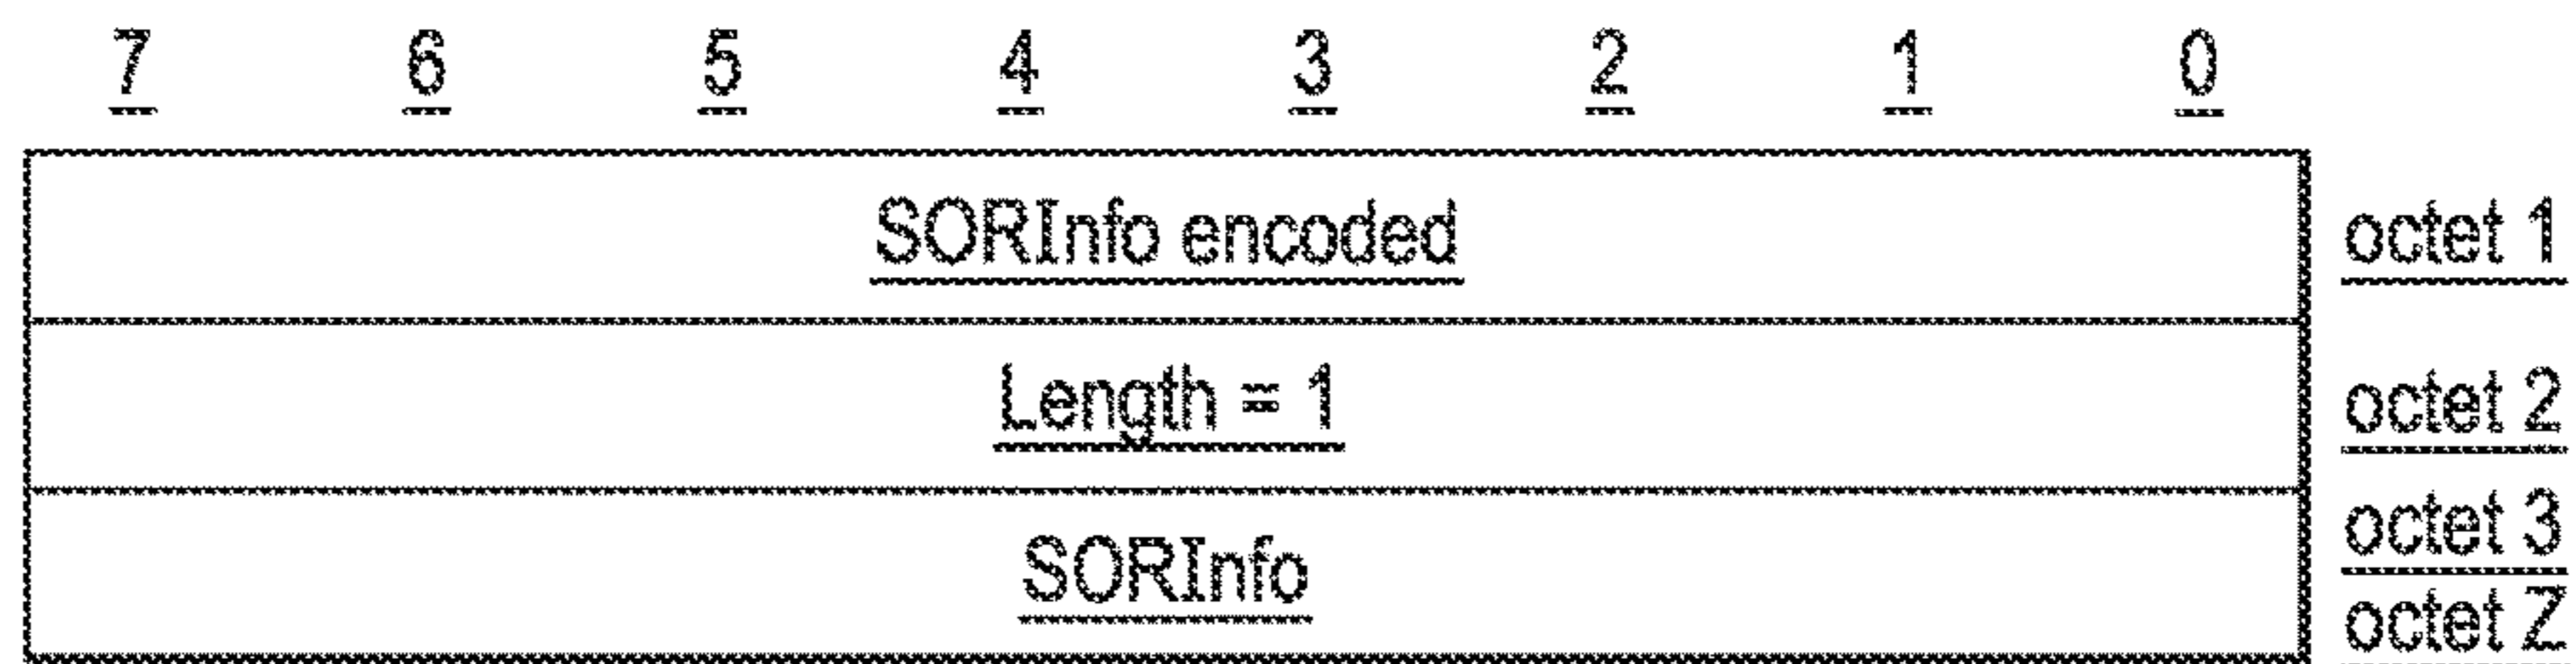 7 6 5 4 3 2 1 0
SORInfo encoded octet 1
Length = 1 octet 2
octet 3
SORInfo
octet Z